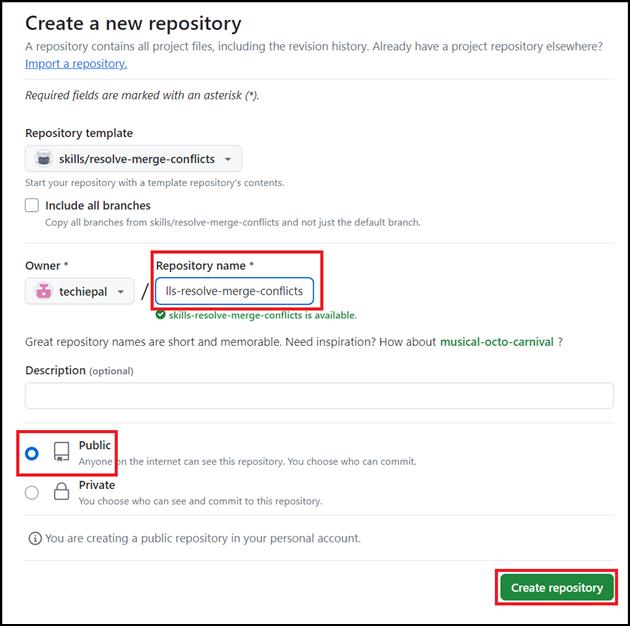 Create a new repository
A repository contains all project files, including the revision history. Already have a project repository elsewhere?
Import a repository.
Required fields are marked with an asterisk (*).
Repository template
skills/resolve-merge-conflicts
Start your repository with a template repository's contents.
Include all branches
Copy all branches from skills/resolve-merge-conflicts and not just the default branch.
Owner * Repository name *
techiepal / lls-resolve-merge-conflicts
skills-resolve-merge-conflicts is available.
Great repository names are short and memorable. Need inspiration? How about musical-octo-carnival ?
Description (optional)
Public
Anyone on the internet can see this repository. You choose who can commit.
Private
You choose who can see and commit to this repository.
You are creating a public repository in your personal account.
Create repository